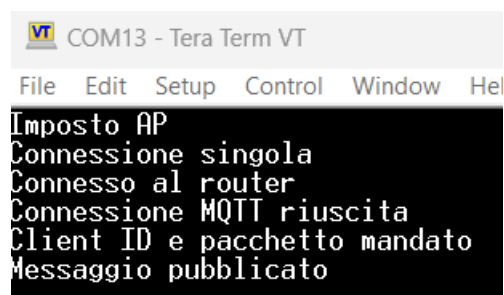 VT COM13 - Tera Term VT
File Edit Setup Control Window
Imposto AP
Connessione singola
Connesso al router
Connessione MQTT riuscita
Client ID e pacchetto mandato
Messaggio pubblicato